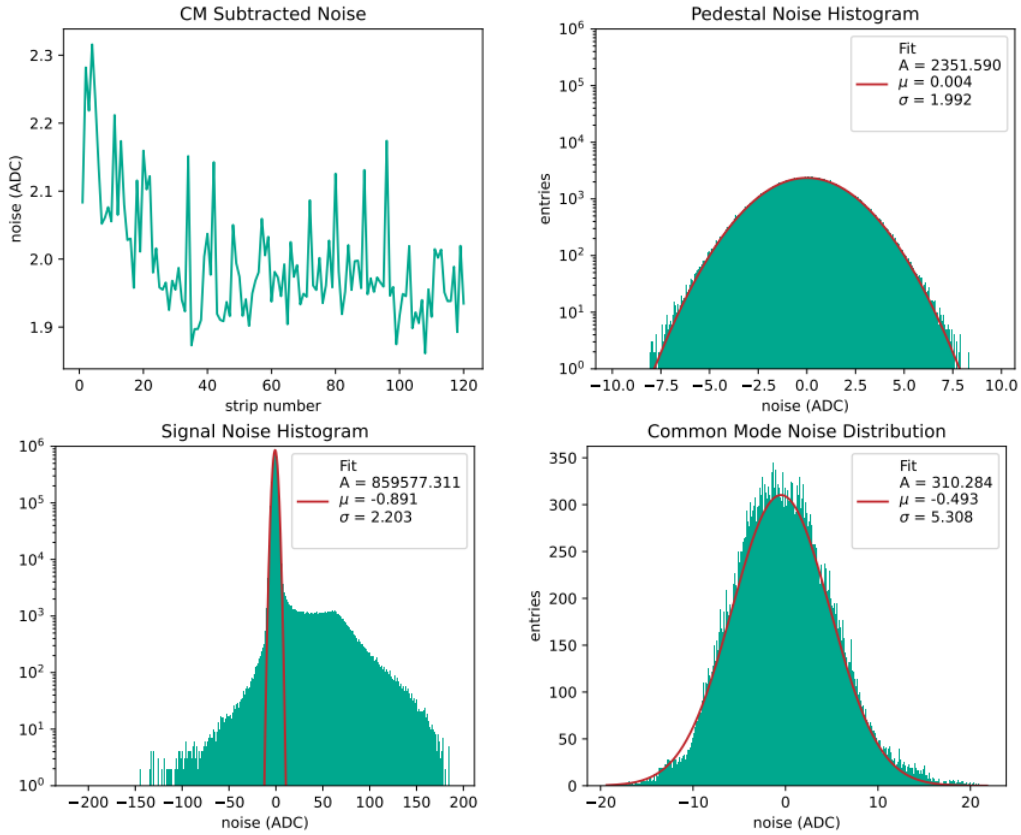 CM Subtracted Noise
2.3
2.2
2.1
2.0
1.9
noise (ADC)
0 20 40 60 80 100 120
strip number
Pedestal Noise Histogram
10⁶
10⁵
10⁴
10³
10²
10¹
10⁰
entries
Fit
A = 2351.590
μ = 0.004
σ = 1.992
−10.0 −7.5 −5.0 −2.5 0.0 2.5 5.0 7.5 10.0
noise (ADC)
Signal Noise Histogram
10⁶
10⁵
10⁴
10³
10²
10¹
10⁰
Fit
A = 859577.311
μ = -0.891
σ = 2.203
−200 −150 −100 −50 0 50 100 150 200
noise (ADC)
Common Mode Noise Distribution
350
300
250
200
150
100
50
0
entries
Fit
A = 310.284
μ = -0.493
σ = 5.308
−20 −10 0 10 20
noise (ADC)